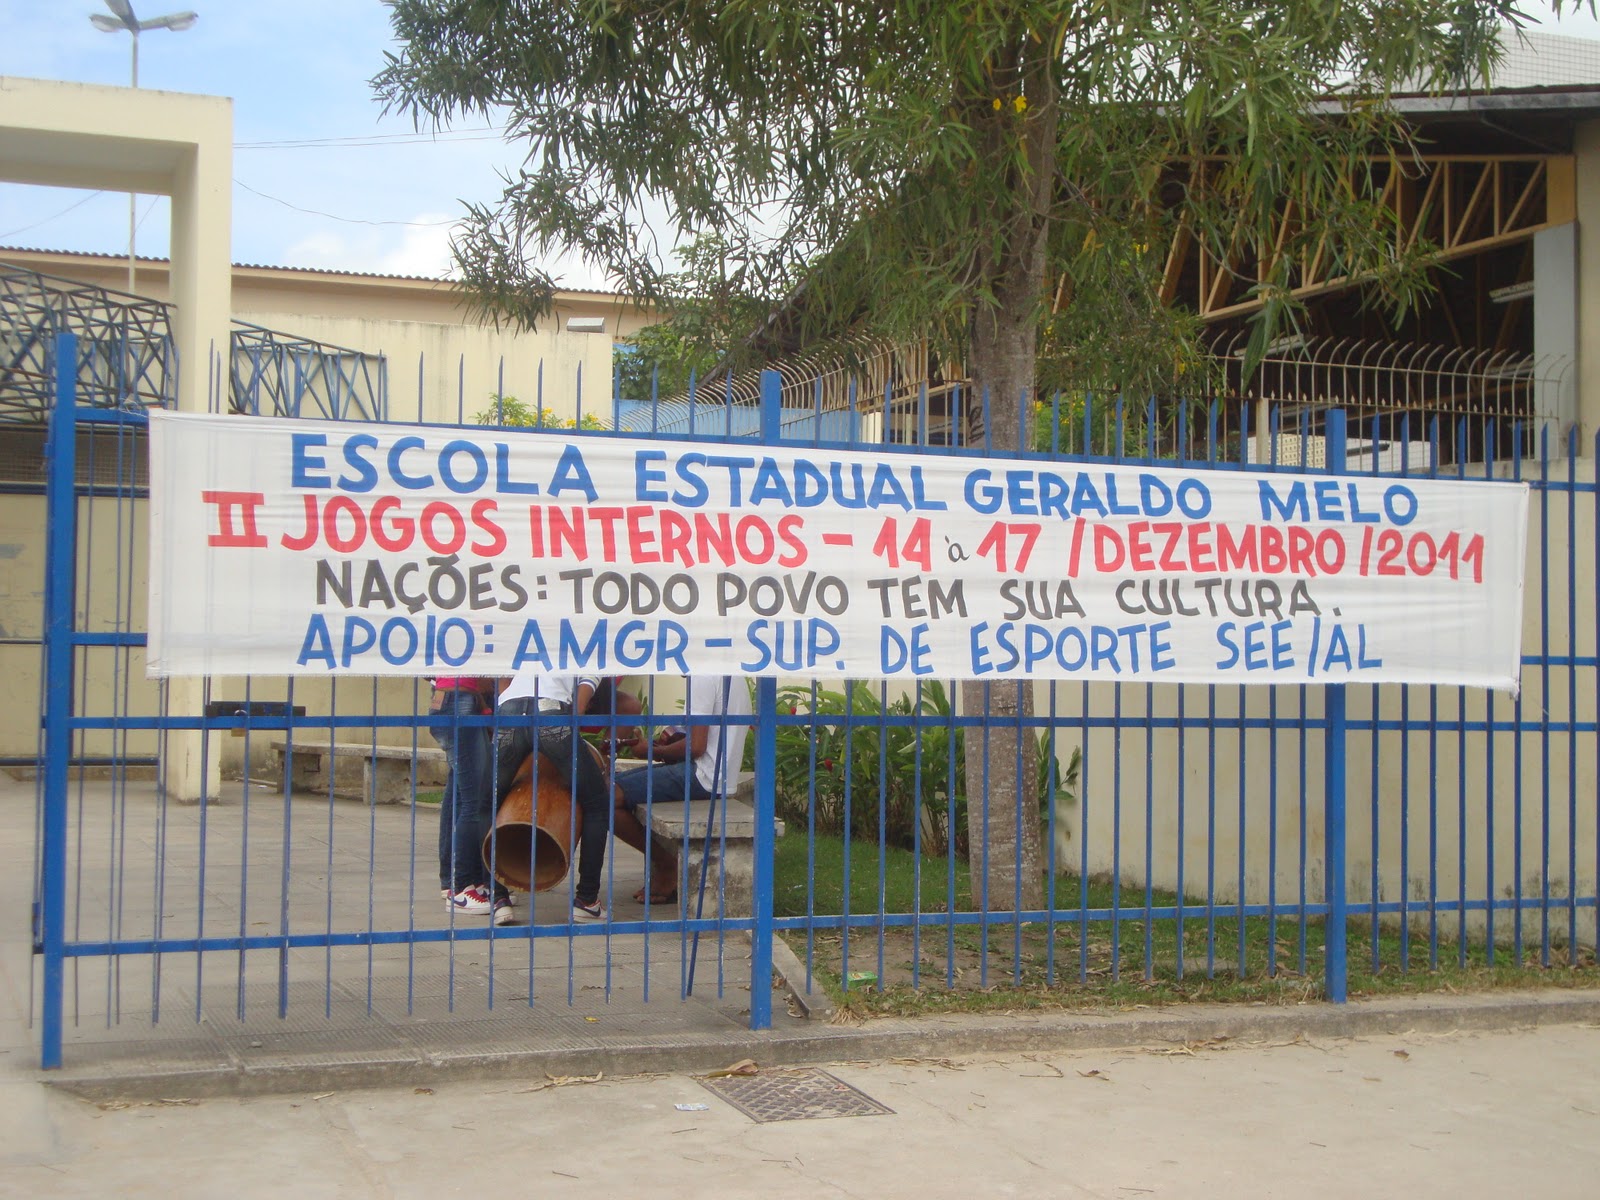 ESCOLA ESTADUAL GERALDO MELO
II JOGOS INTERNOS - 14 à 17 /DEZEMBRO/2011
NAÇÕES: TODO POVO TEM SUA CULTURA.
APOIO: AMGR - SUP. DE ESPORTE SEE/AL